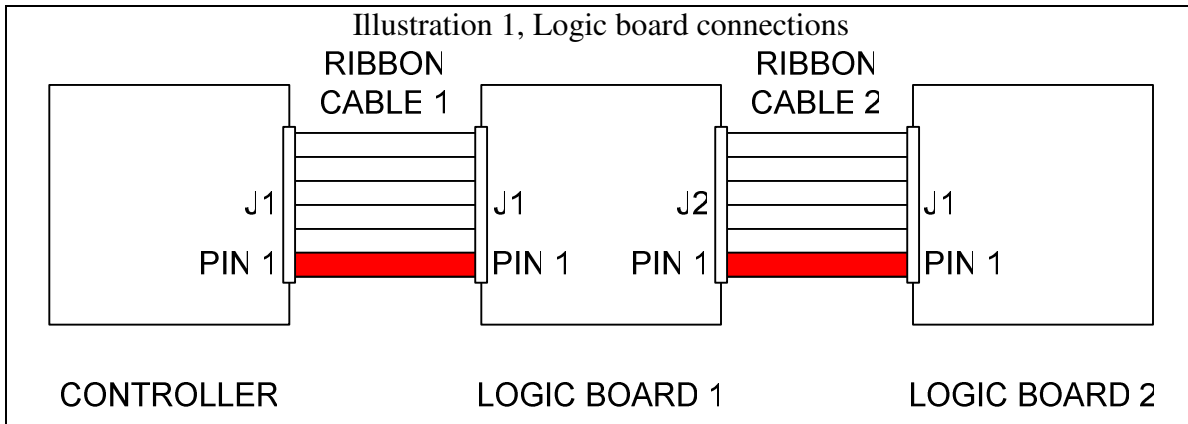 Illustration 1, Logic board connections
RIBBON
CABLE 1
RIBBON
CABLE 2
J1
J1
J2
J1
PIN 1
PIN 1
PIN 1
PIN 1
CONTROLLER
LOGIC BOARD 1
LOGIC BOARD 2